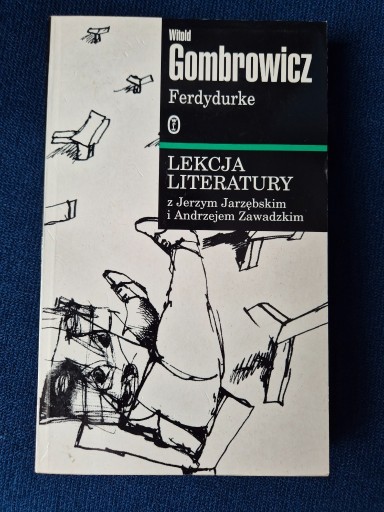 Witold
Gombrowicz
Ferdydurke
LEKCJA
LITERATURY
z Jerzym Jarzębskim
i Andrzejem Zawadzkim